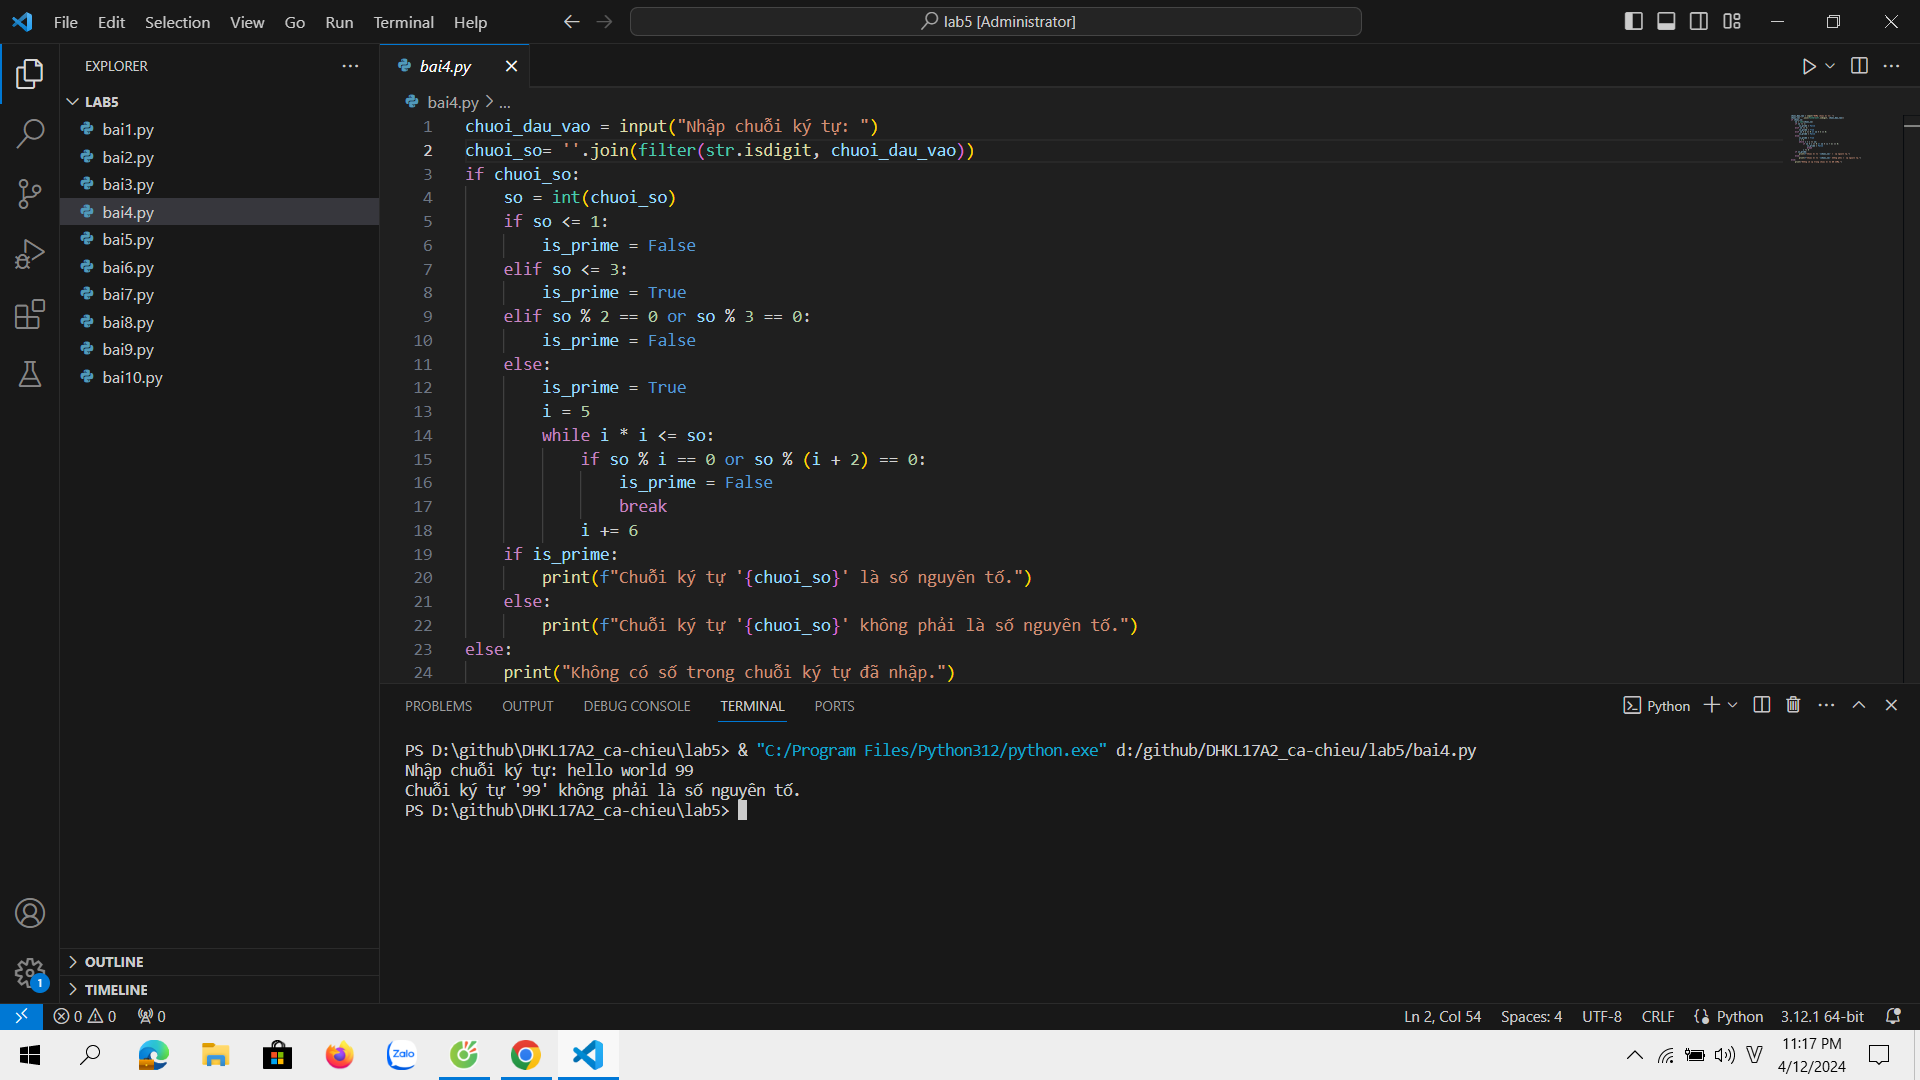 File Edit Selection View Go Run Terminal Help
lab5 [Administrator]
EXPLORER
LAB5
bai1.py
bai2.py
bai3.py
bai4.py
bai5.py
bai6.py
bai7.py
bai8.py
bai9.py
bai10.py
OUTLINE
TIMELINE
bai4.py
bai4.py > ...
1 chuoi_dau_vao = input("Nhập chuỗi ký tự: ")
2 chuoi_so= ''.join(filter(str.isdigit, chuoi_dau_vao))
3 if chuoi_so:
4 so = int(chuoi_so)
5 if so <= 1:
6 is_prime = False
7 elif so <= 3:
8 is_prime = True
9 elif so % 2 == 0 or so % 3 == 0:
10 is_prime = False
11 else:
12 is_prime = True
13 i = 5
14 while i * i <= so:
15 if so % i == 0 or so % (i + 2) == 0:
16 is_prime = False
17 break
18 i += 6
19 if is_prime:
20 print(f"Chuỗi ký tự '{chuoi_so}' là số nguyên tố.")
21 else:
22 print(f"Chuỗi ký tự '{chuoi_so}' không phải là số nguyên tố.")
23 else:
24 print("Không có số trong chuỗi ký tự đã nhập.")
PROBLEMS OUTPUT DEBUG CONSOLE TERMINAL PORTS
Python
PS D:\github\DHKL17A2_ca-chieu\lab5> & "C:/Program Files/Python312/python.exe" d:/github/DHKL17A2_ca-chieu/lab5/bai4.py
Nhập chuỗi ký tự: hello world 99
Chuỗi ký tự '99' không phải là số nguyên tố.
PS D:\github\DHKL17A2_ca-chieu\lab5>
1
0 0 0
Ln 2, Col 54 Spaces: 4 UTF-8 CRLF Python 3.12.1 64-bit
Zalo
V
11:17 PM
4/12/2024